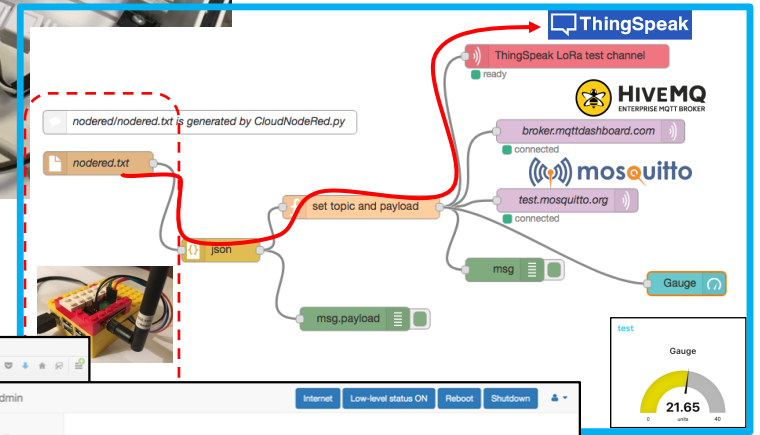 ThingSpeak
ThingSpeak LoRa test channel
ready
HIVEMQ
ENTERPRISE MQTT BROKER
nodered/nodered.txt is generated by CloudNodeRed.py
broker.mqttdashboard.com
connected
nodered.txt
mosquitto
set topic and payload
test.mosquitto.org
connected
json
msg
Gauge
msg.payload
test
Gauge
21.65
0 units 40
dmin
Internet
Low-level status ON
Reboot
Shutdown